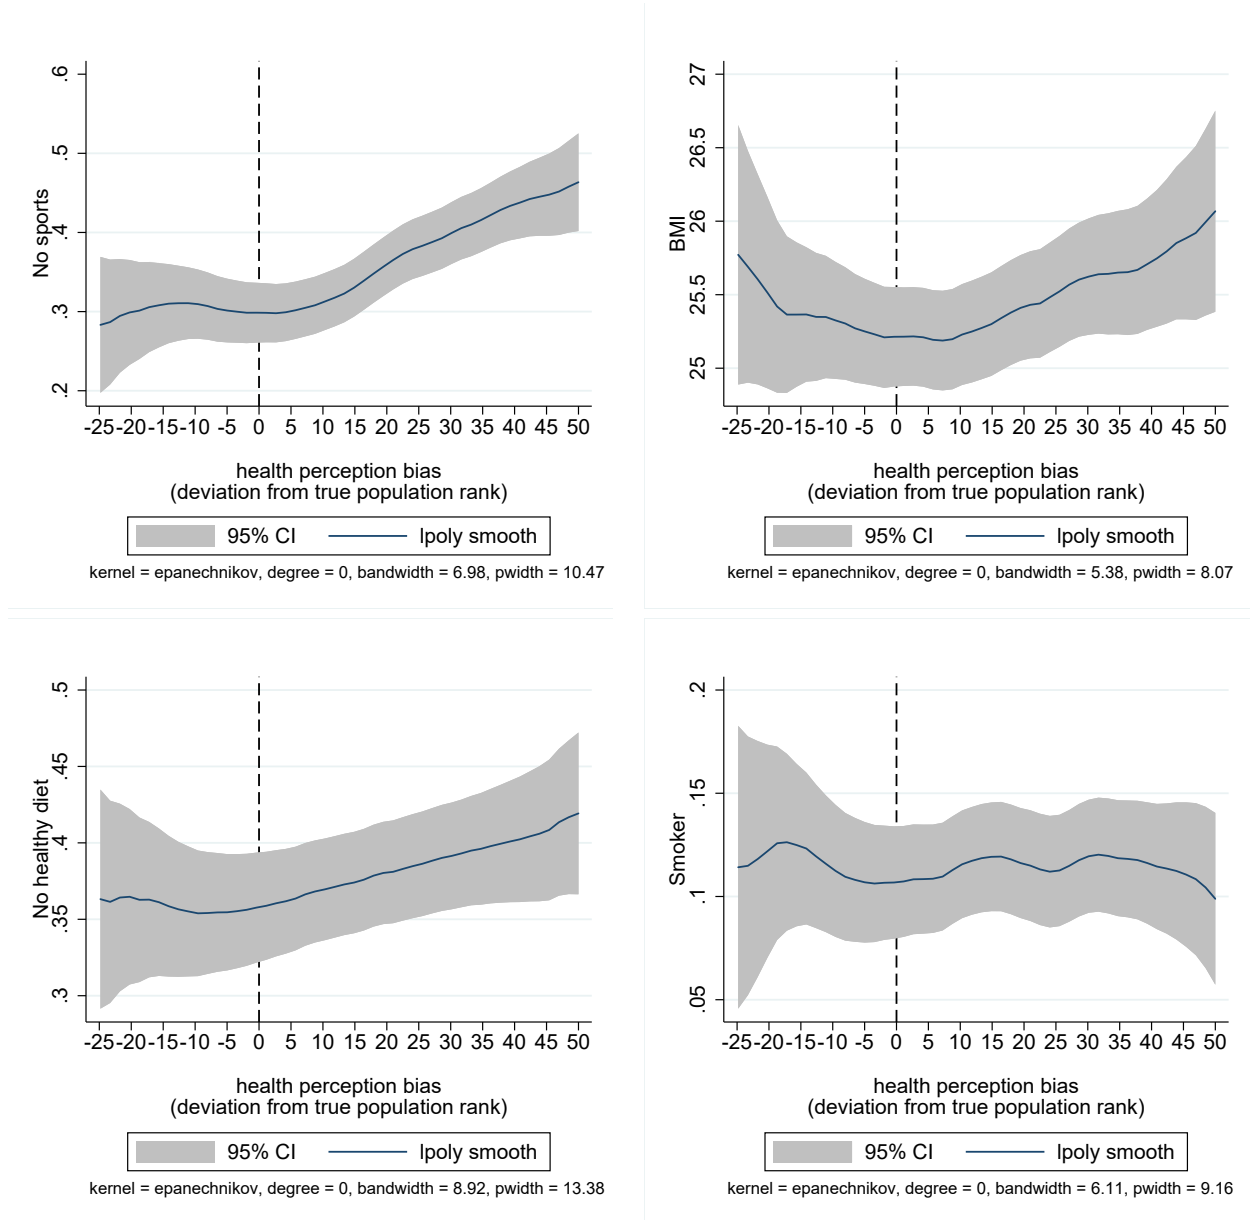 No sports
.6
.5
.4
.3
.2
-25 -20 -15 -10 -5 0 5 10 15 20 25 30 35 40 45 50
health perception bias
(deviation from true population rank)
95% CI lpoly smooth
kernel = epanechnikov, degree = 0, bandwidth = 6.98, pwidth = 10.47
BMI
27
26.5
26
25.5
25
-25 -20 -15 -10 -5 0 5 10 15 20 25 30 35 40 45 50
health perception bias
(deviation from true population rank)
95% CI lpoly smooth
kernel = epanechnikov, degree = 0, bandwidth = 5.38, pwidth = 8.07
No healthy diet
.5
.45
.4
.35
.3
-25 -20 -15 -10 -5 0 5 10 15 20 25 30 35 40 45 50
health perception bias
(deviation from true population rank)
95% CI lpoly smooth
kernel = epanechnikov, degree = 0, bandwidth = 8.92, pwidth = 13.38
Smoker
.2
.15
.1
.05
-25 -20 -15 -10 -5 0 5 10 15 20 25 30 35 40 45 50
health perception bias
(deviation from true population rank)
95% CI lpoly smooth
kernel = epanechnikov, degree = 0, bandwidth = 6.11, pwidth = 9.16